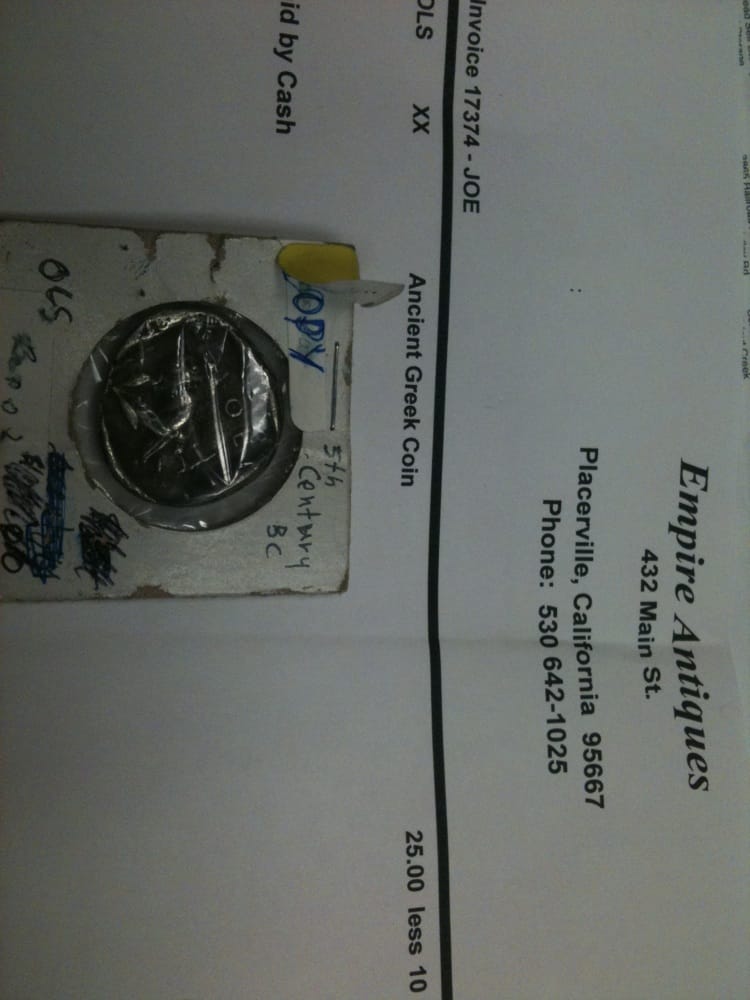 Empire Antiques
432 Main St.
Placerville, California 95667
Phone: 530 642-1025
Invoice 17374 - JOE
OLS XX Ancient Greek Coin 25.00 less 10
id by Cash
COPY
5th
Century
BC
OLS